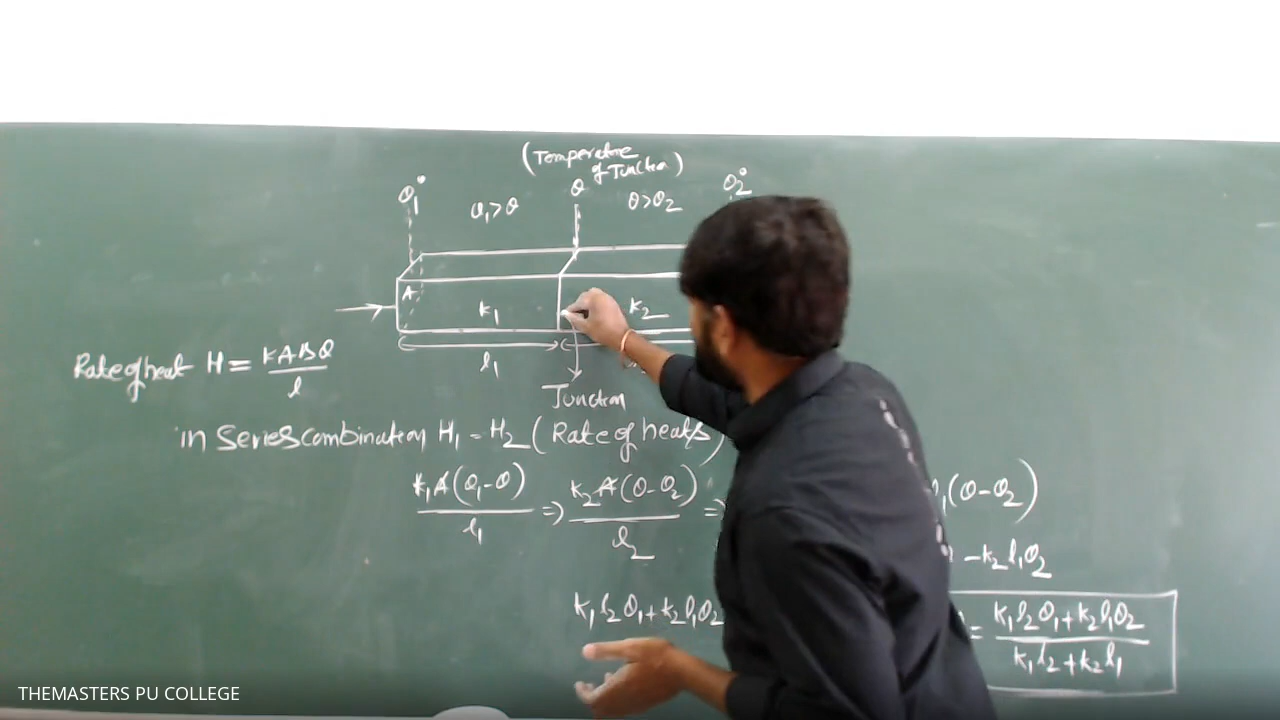 (Temperature
of Junction)
θ₁° θ θ₂°
θ₁>θ θ>θ₂
A
K₁ K₂
l₁
Junction
Rate of heat H = KAΔθ/l
in Series combination H₁ = H₂ (Rate of heats)
K₁A(θ₁-θ)/l₁ => K₂A(θ-θ₂)/l₂ => l₁(θ-θ₂)
-K₂l₁θ₂
K₁l₂θ₁+K₂l₁θ₂ = K₁l₂θ₁+K₂l₁θ₂/K₁l₂+K₂l₁
THEMASTERS PU COLLEGE